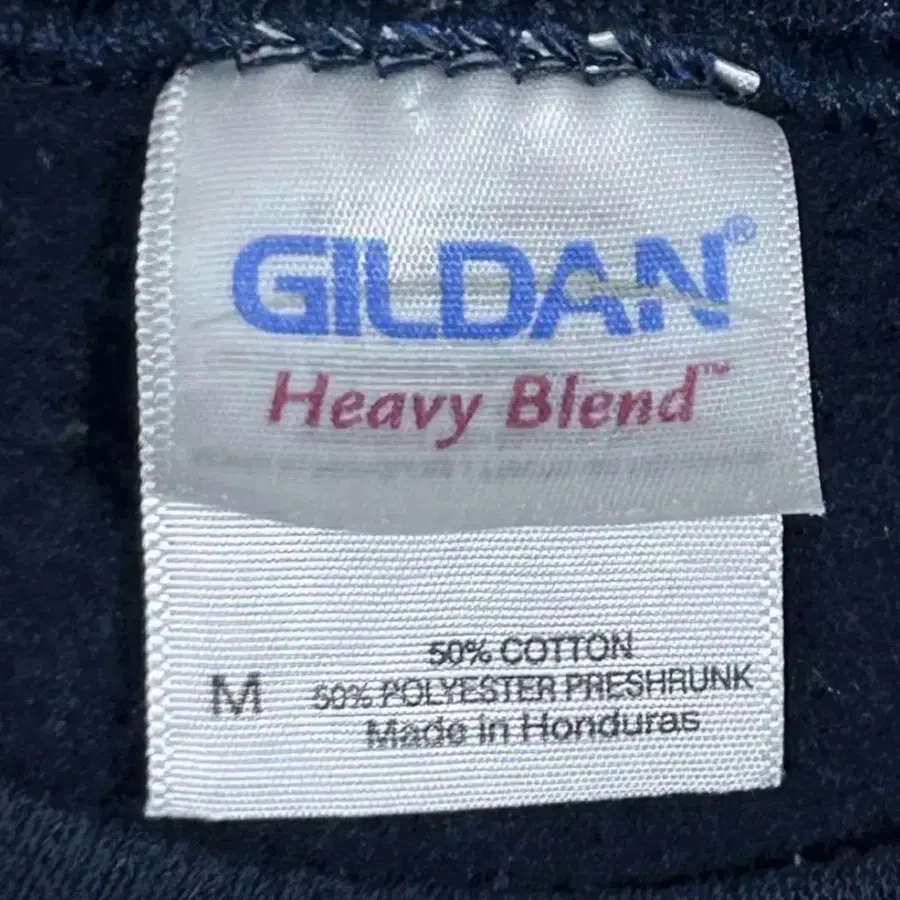 GILDAN®
Heavy Blend™
50% COTTON
M 50% POLYESTER PRESHRUNK
Made in Honduras